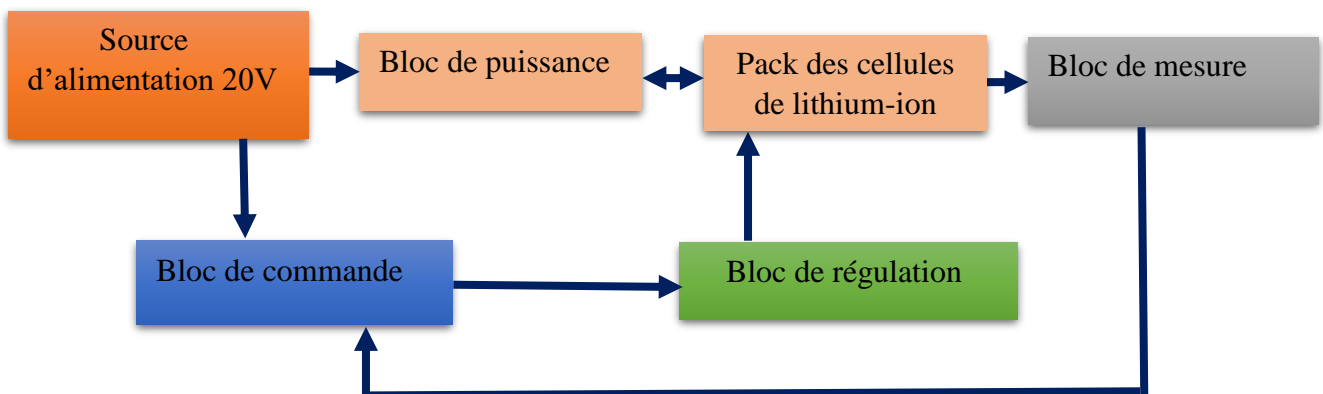 Source
d’alimentation 20V
Bloc de puissance
Pack des cellules
de lithium-ion
Bloc de mesure
Bloc de commande
Bloc de régulation